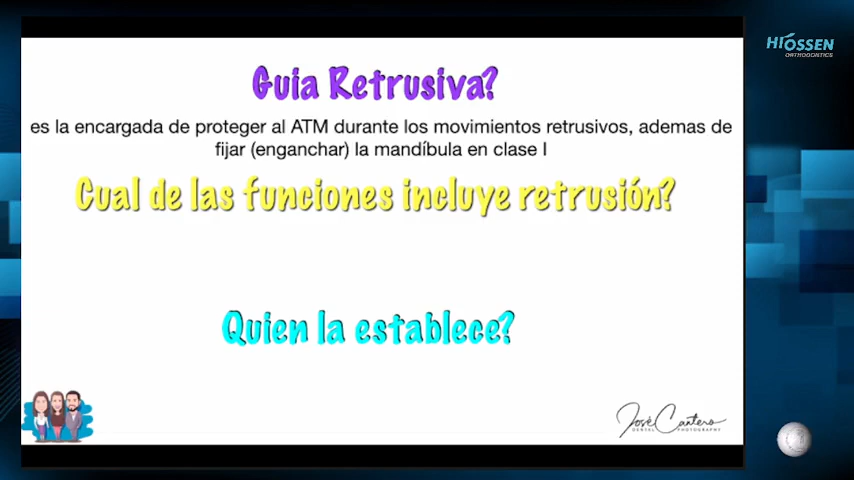 HIOSSEN
ORTHODONTICS
Guia Retrusiva?
es la encargada de proteger al ATM durante los movimientos retrusivos, ademas de
fijar (enganchar) la mandíbula en clase I
Cual de las funciones incluye retrusión?
Quien la establece?
José Cantero
DENTAL PHOTOGRAPHY